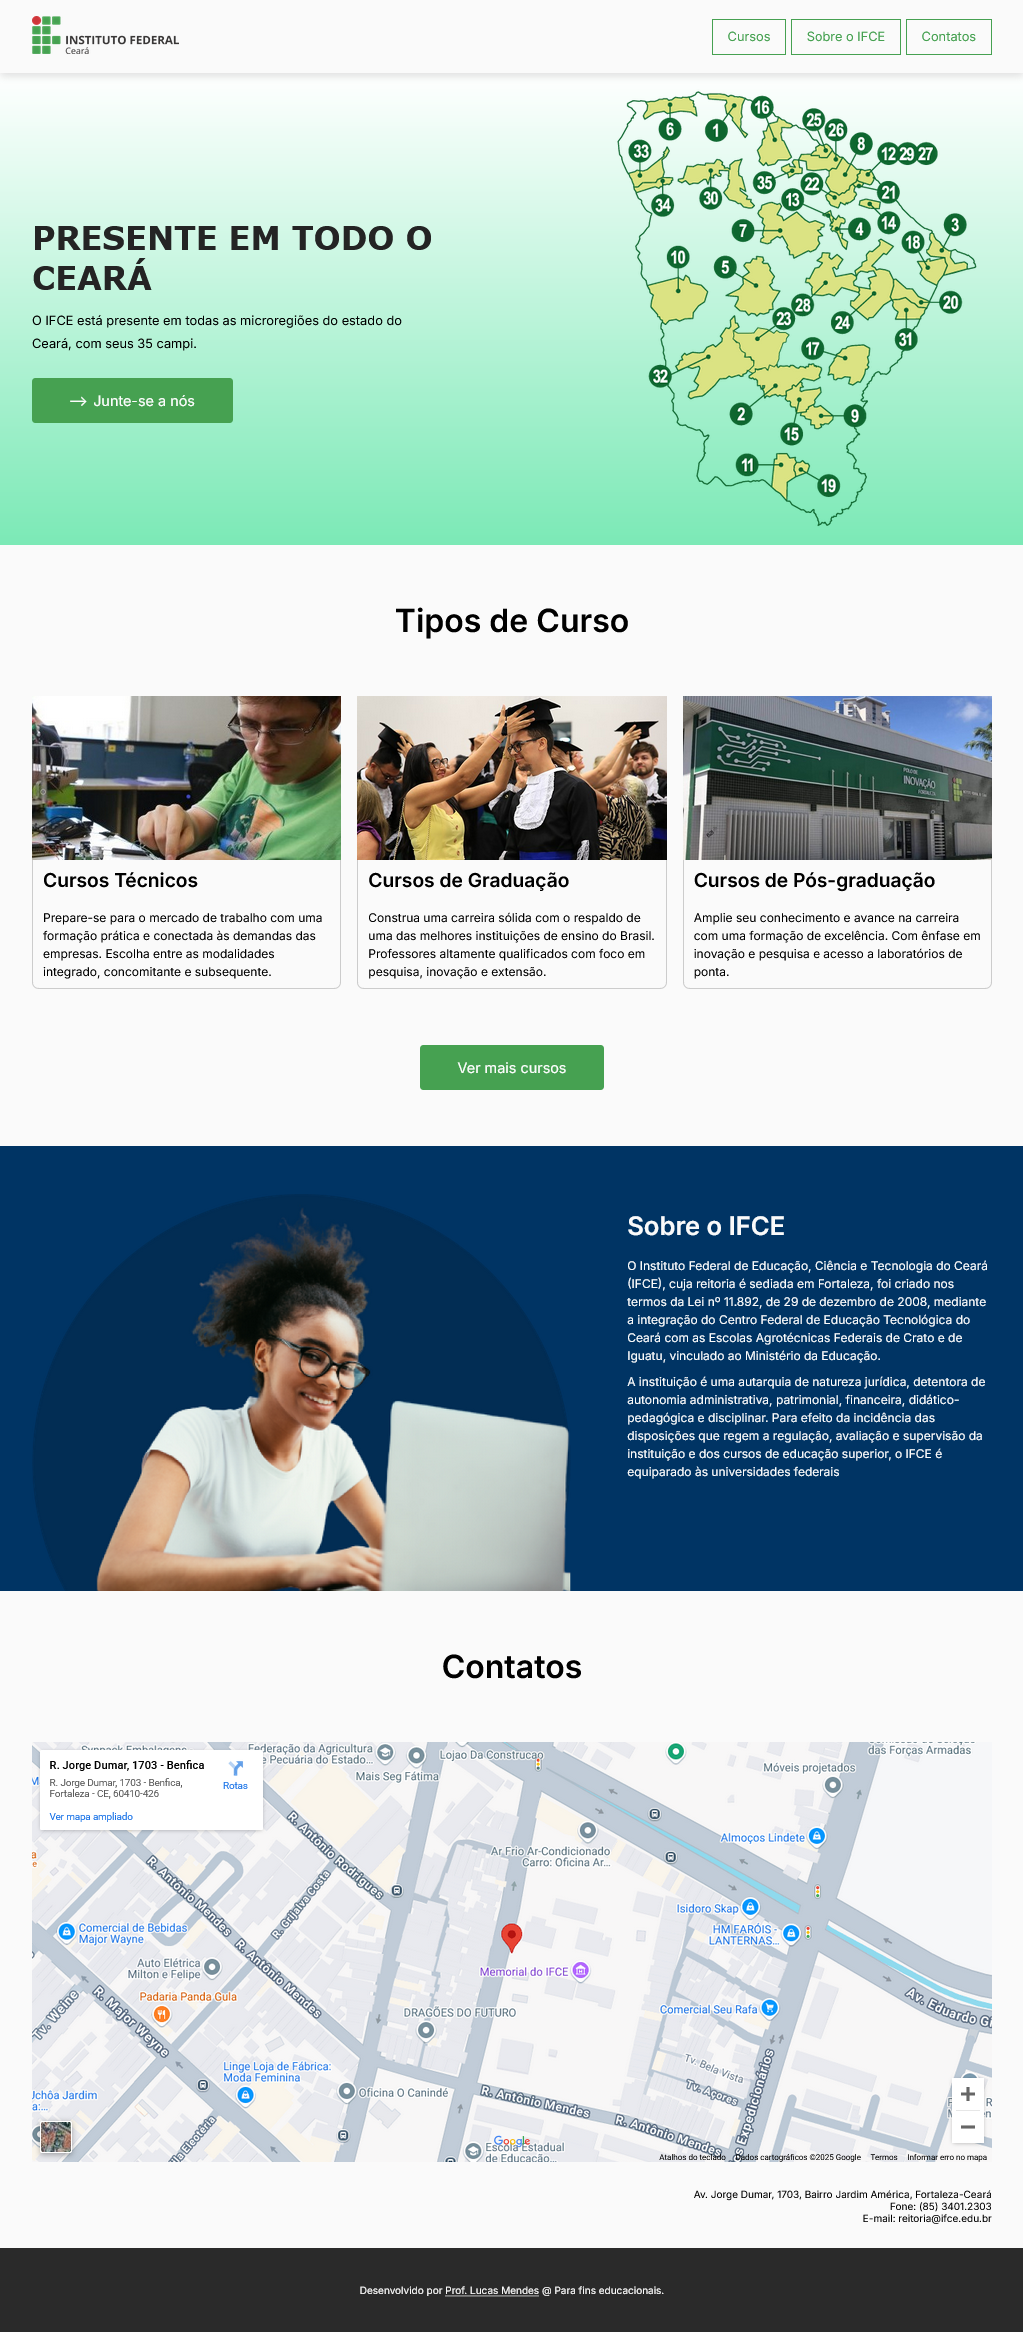 INSTITUTO FEDERAL
Ceará
Cursos
Sobre o IFCE
Contatos
PRESENTE EM TODO O
CEARÁ
O IFCE está presente em todas as microregiões do estado do
Ceará, com seus 35 campi.
Junte-se a nós
16
25
6
1
26
8
33
12 29 27
35
22
21
34
30
13
7
4
14
3
18
10
5
28
20
23
24
31
17
32
2
9
15
11
19
Tipos de Curso
POLO DE
INOVAÇÃO
FORTALEZA
Cursos Técnicos
Prepare-se para o mercado de trabalho com uma
formação prática e conectada às demandas das
empresas. Escolha entre as modalidades
integrado, concomitante e subsequente.
Cursos de Graduação
Construa uma carreira sólida com o respaldo de
uma das melhores instituições de ensino do Brasil.
Professores altamente qualificados com foco em
pesquisa, inovação e extensão.
Cursos de Pós-graduação
Amplie seu conhecimento e avance na carreira
com uma formação de excelência. Com ênfase em
inovação e pesquisa e acesso a laboratórios de
ponta.
Ver mais cursos
Sobre o IFCE
O Instituto Federal de Educação, Ciência e Tecnologia do Ceará
(IFCE), cuja reitoria é sediada em Fortaleza, foi criado nos
termos da Lei nº 11.892, de 29 de dezembro de 2008, mediante
a integração do Centro Federal de Educação Tecnológica do
Ceará com as Escolas Agrotécnicas Federais de Crato e de
Iguatu, vinculado ao Ministério da Educação.
A instituição é uma autarquia de natureza jurídica, detentora de
autonomia administrativa, patrimonial, financeira, didático-
pedagógica e disciplinar. Para efeito da incidência das
disposições que regem a regulação, avaliação e supervisão da
instituição e dos cursos de educação superior, o IFCE é
equiparado às universidades federais
Contatos
R. Jorge Dumar, 1703 - Benfica
R. Jorge Dumar, 1703 - Benfica,
Fortaleza - CE, 60410-426
Rotas
Ver mapa ampliado
Federação da Agricultura
e Pecuária do Estado...
Mais Seg Fátima
Lojao Da Construcao
das Forças Armadas
Móveis projetados
Almoços Lindete
Ar Frio Ar-Condicionado
Carro: Oficina Ar...
R. Antônio Rodrigues
R. Antônio Mendes
R. Grijalva Costa
Isidoro Skap
HM FARÓIS -
LANTERNAS...
Comercial de Bebidas
Major Wayne
Auto Elétrica
Milton e Felipe
R. Antônio Mendes
Memorial do IFCE
Padaria Panda Gula
DRAGÕES DO FUTURO
Comercial Seu Rafa
Av. Eduardo Gi
Tv. Weine
R. Major Weyne
Linge Loja de Fábrica:
Moda Feminina
Oficina O Canindé
Tv. Bela Vista
Tv. Açores
s Expedicionários
Uchôa Jardim
a:...
R. Antônio Mendes
R. Antônio Mendes
Escola Estadual
de Educação...
Google
Atalhos do teclado
Dados cartográficos ©2025 Google
Termos
Informar erro no mapa
Av. Jorge Dumar, 1703, Bairro Jardim América, Fortaleza-Ceará
Fone: (85) 3401.2303
E-mail: reitoria@ifce.edu.br
Desenvolvido por Prof. Lucas Mendes @ Para fins educacionais.